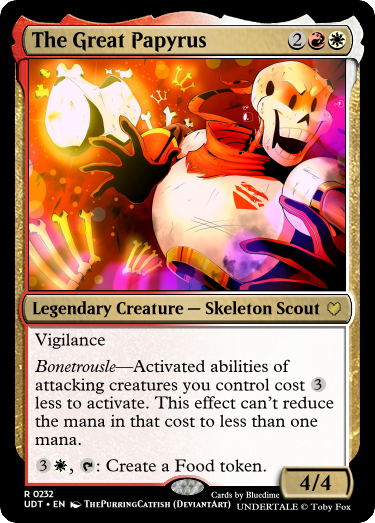 The Great Papyrus 2
Legendary Creature — Skeleton Scout
Vigilance
Bonetrousle—Activated abilities of
attacking creatures you control cost 3
less to activate. This effect can't reduce
the mana in that cost to less than one
mana.
3, : Create a Food token.
4/4
R 0232
Cards by Bluedime
UDT • EN ThePurringCatfish (DeviantArt)
UNDERTALE © Toby Fox